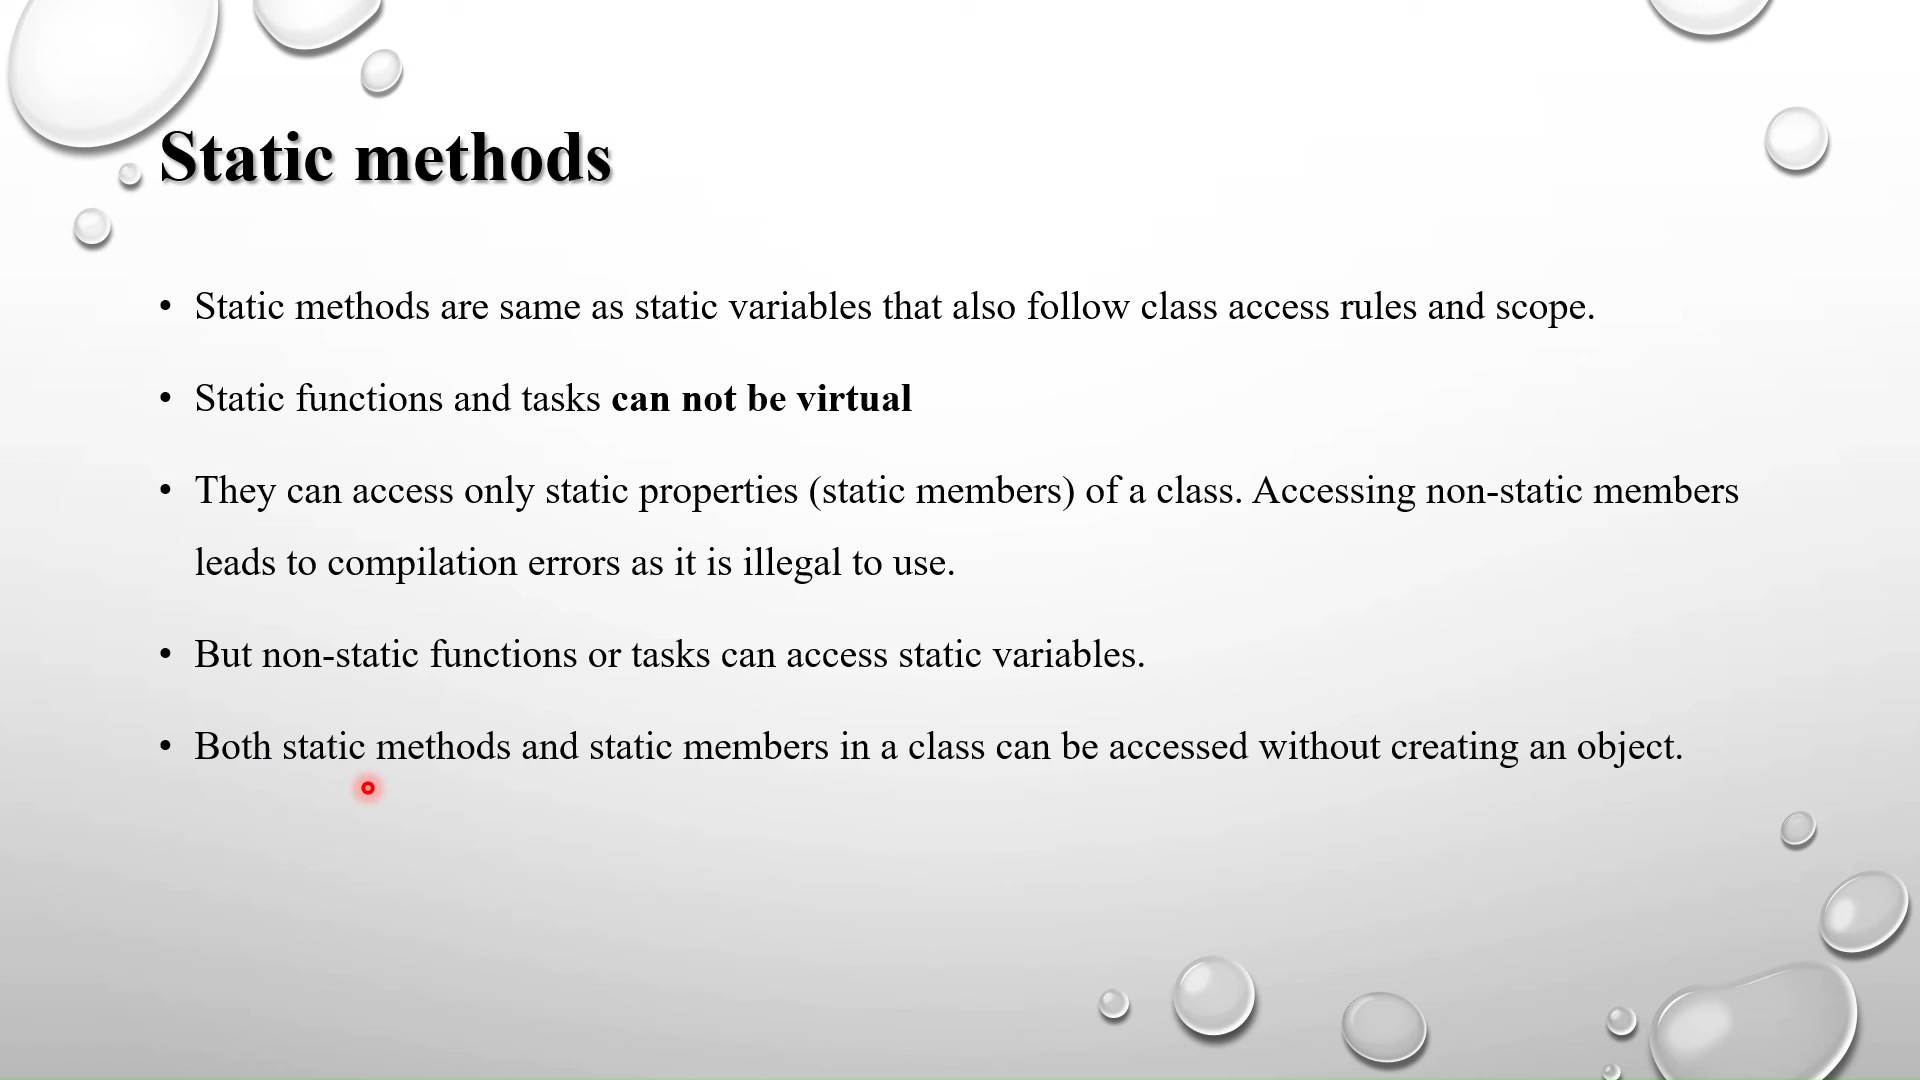 Static methods
• Static methods are same as static variables that also follow class access rules and scope.
• Static functions and tasks can not be virtual
• They can access only static properties (static members) of a class. Accessing non-static members
leads to compilation errors as it is illegal to use.
• But non-static functions or tasks can access static variables.
• Both static methods and static members in a class can be accessed without creating an object.